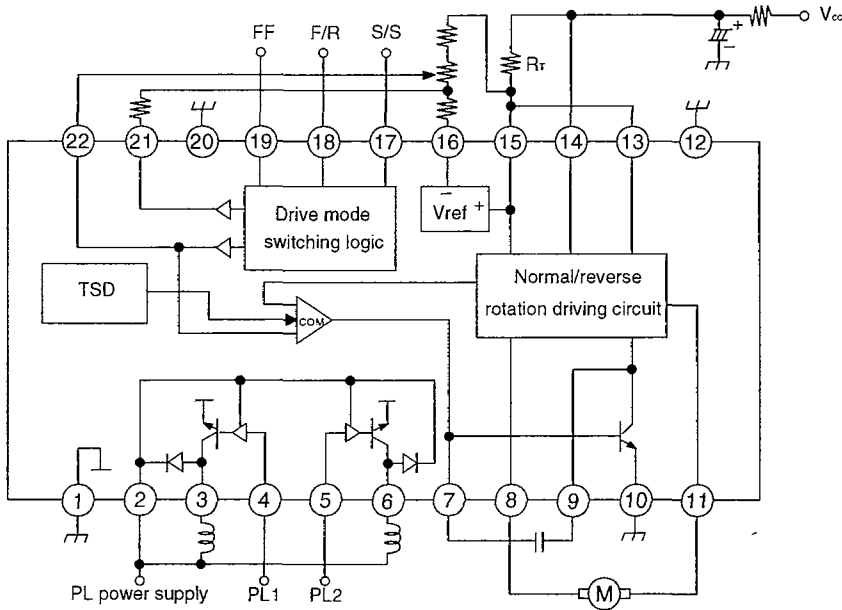 FF F/R S/S
Vcc
+
−
RT
22 21 20 19 18 17 16 15 14 13 12
Drive mode
switching logic
−
Vref +
TSD
COM
Normal/reverse
rotation driving circuit
1 2 3 4 5 6 7 8 9 10 11
PL power supply PL1 PL2
M